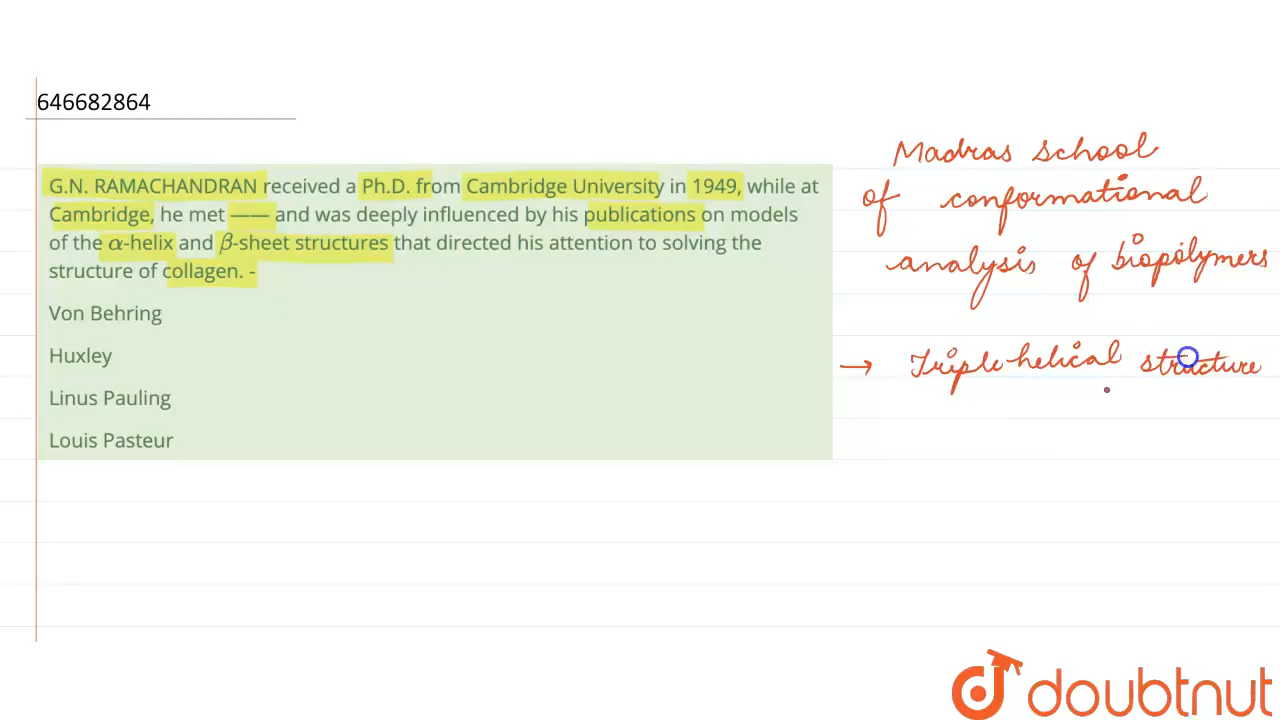 646682864
G.N. RAMACHANDRAN received a Ph.D. from Cambridge University in 1949, while at
Cambridge, he met —— and was deeply influenced by his publications on models
of the α-helix and β-sheet structures that directed his attention to solving the
structure of collagen. -
Von Behring
Huxley
Linus Pauling
Louis Pasteur
Madras school
of conformational
analysis of biopolymers
→ Triple helical structure
doubtnut